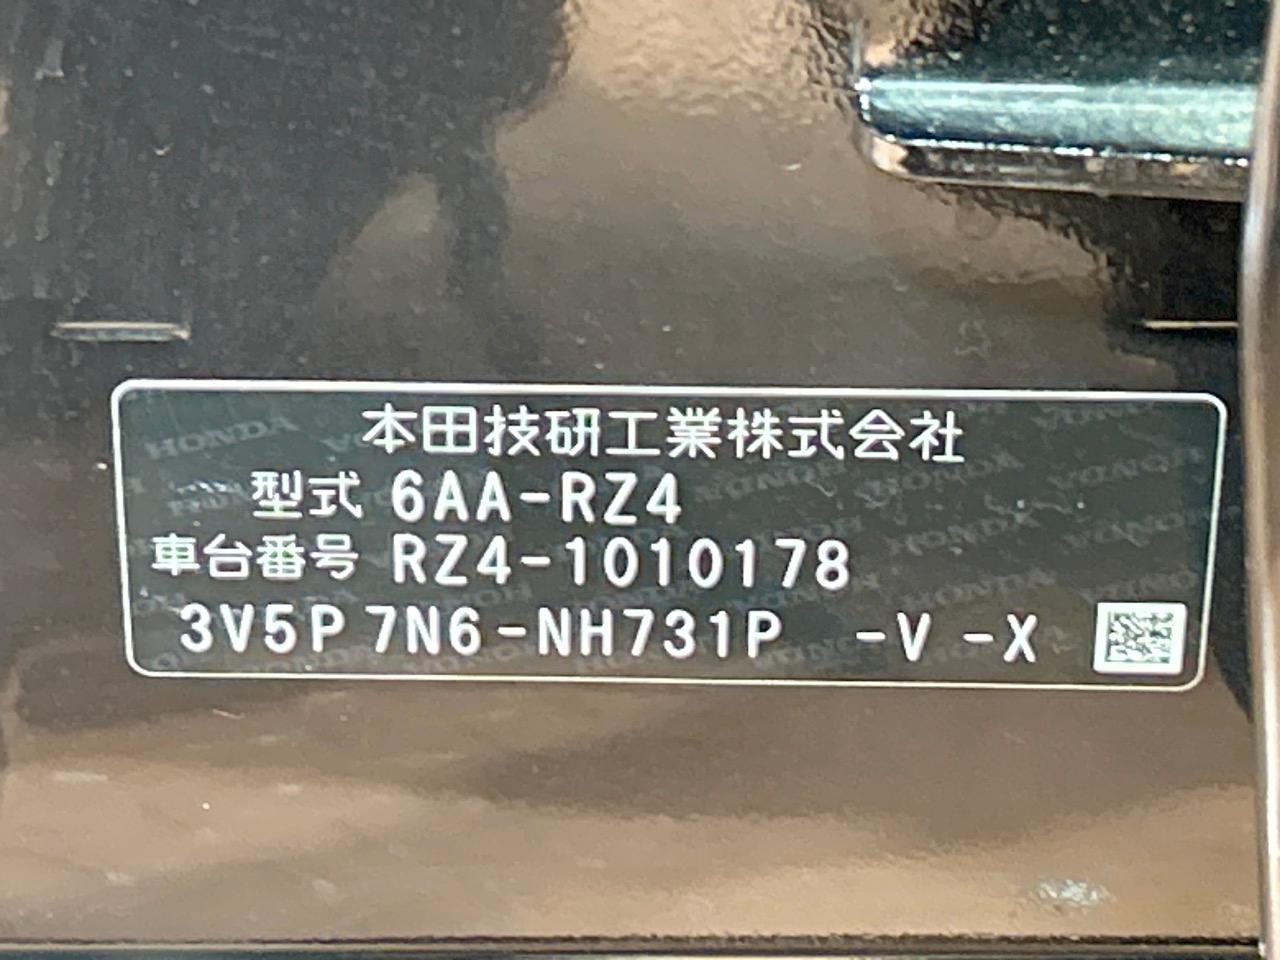 本田技研工業株式会社
型式 6AA-RZ4
車台番号 RZ4-1010178
3V5P 7N6-NH731P -V -X